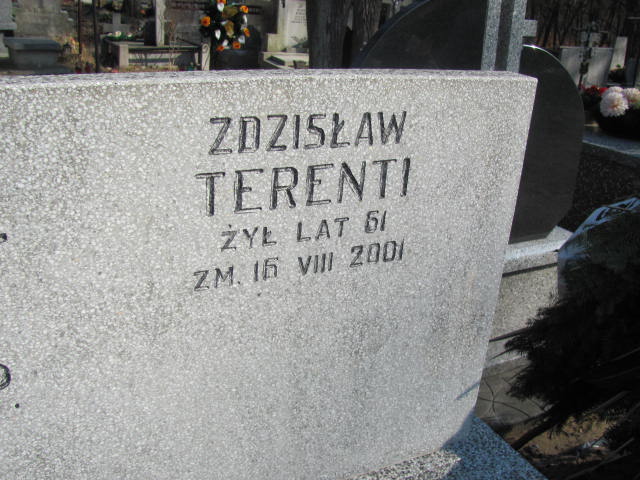 ZDZISŁAW
TERENTI
ŻYŁ LAT 61
ZM. 16 VIII 2001